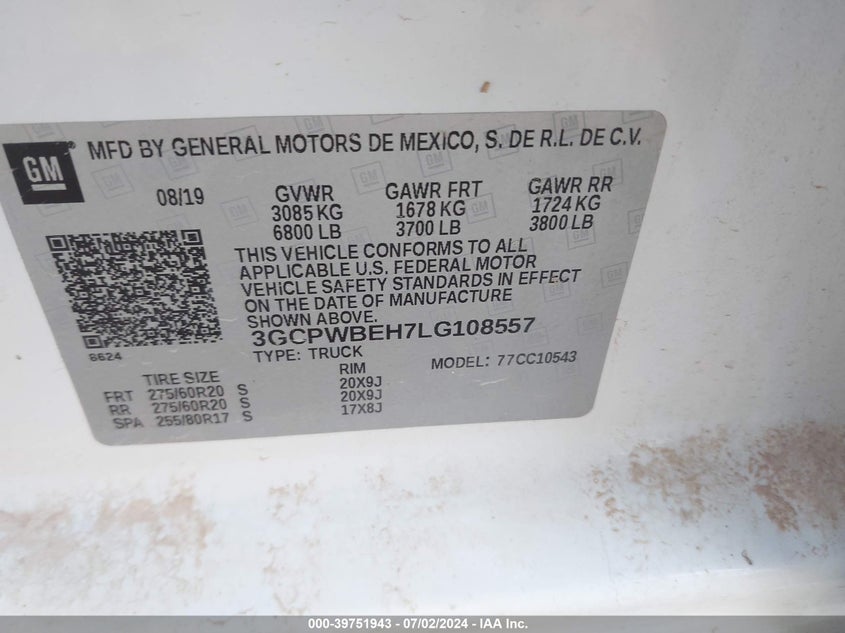 GM
MFD BY GENERAL MOTORS DE MEXICO, S. DE R.L. DE C.V.
08/19
GVWR GAWR FRT GAWR RR
3085 KG 1678 KG 1724 KG
6800 LB 3700 LB 3800 LB
THIS VEHICLE CONFORMS TO ALL
APPLICABLE U.S. FEDERAL MOTOR
VEHICLE SAFETY STANDARDS IN EFFECT
ON THE DATE OF MANUFACTURE
SHOWN ABOVE.
3GCPWBEH7LG108557
8624
TYPE: TRUCK MODEL: 77CC10543
TIRE SIZE RIM
FRT 275/60R20 S 20X9J
RR 275/60R20 S 20X9J
SPA 255/80R17 S 17X8J
000-39751943 / 07/02/2024 - IAA Inc.